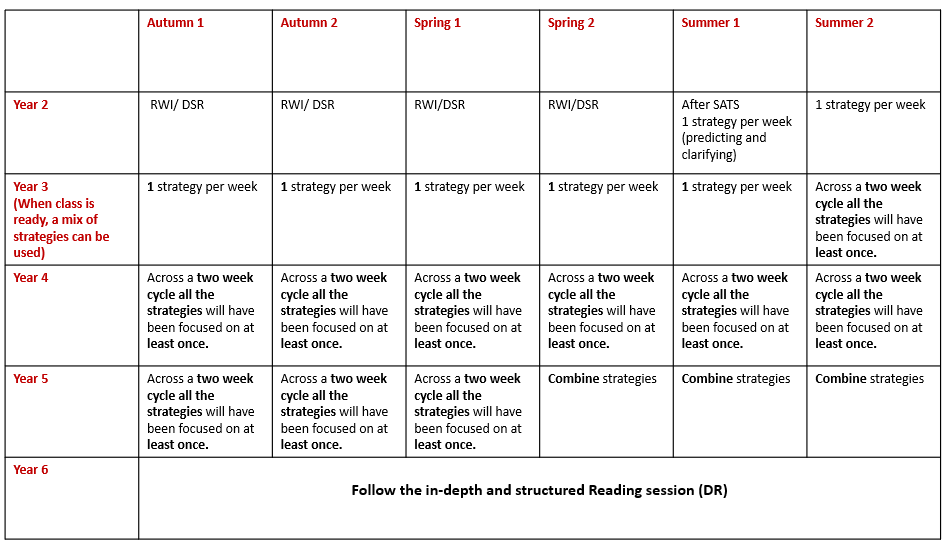 Autumn 1 Autumn 2 Spring 1 Spring 2 Summer 1 Summer 2
Year 2
RWI/ DSR
RWI/ DSR
RWI/DSR
RWI/DSR
After SATS
1 strategy per week
(predicting and
clarifying)
1 strategy per week
Year 3
(When class is
ready, a mix of
strategies can be
used)
1 strategy per week
1 strategy per week
1 strategy per week
1 strategy per week
1 strategy per week
Across a two week
cycle all the
strategies will have
been focused on at
least once.
Year 4
Across a two week
cycle all the
strategies will have
been focused on at
least once.
Across a two week
cycle all the
strategies will have
been focused on at
least once.
Across a two week
cycle all the
strategies will have
been focused on at
least once.
Across a two week
cycle all the
strategies will have
been focused on at
least once.
Across a two week
cycle all the
strategies will have
been focused on at
least once.
Across a two week
cycle all the
strategies will have
been focused on at
least once.
Year 5
Across a two week
cycle all the
strategies will have
been focused on at
least once.
Across a two week
cycle all the
strategies will have
been focused on at
least once.
Across a two week
cycle all the
strategies will have
been focused on at
least once.
Combine strategies
Combine strategies
Combine strategies
Year 6
Follow the in-depth and structured Reading session (DR)